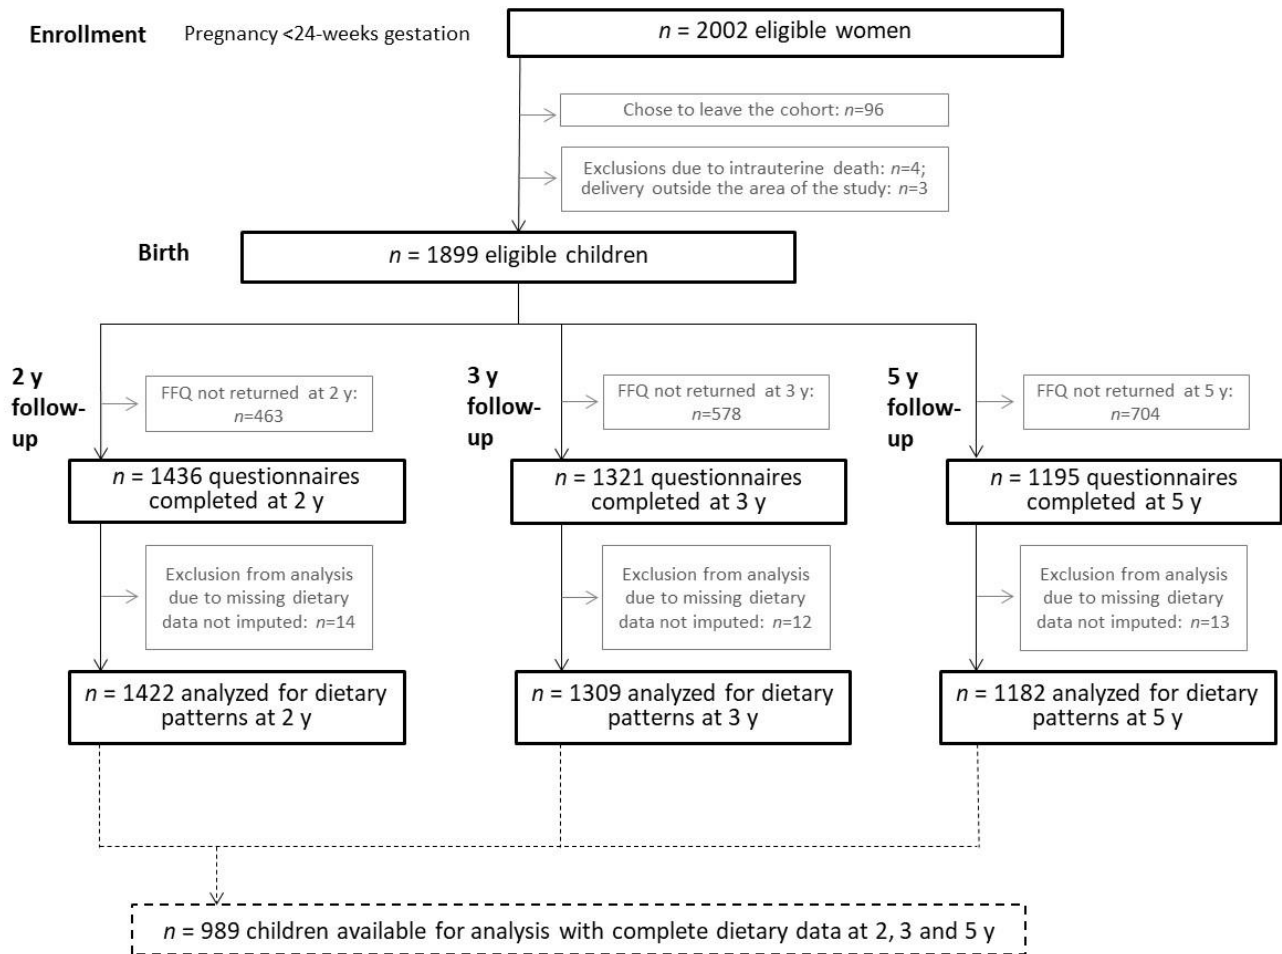 Enrollment
Pregnancy <24-weeks gestation
n = 2002 eligible women
Chose to leave the cohort: n=96
Exclusions due to intrauterine death: n=4;
delivery outside the area of the study: n=3
Birth
n = 1899 eligible children
2 y
follow-
up
FFQ not returned at 2 y:
n=463
3 y
follow-
up
FFQ not returned at 3 y:
n=578
5 y
follow-
up
FFQ not returned at 5 y:
n=704
n = 1436 questionnaires
completed at 2 y
n = 1321 questionnaires
completed at 3 y
n = 1195 questionnaires
completed at 5 y
Exclusion from analysis
due to missing dietary
data not imputed: n=14
Exclusion from analysis
due to missing dietary
data not imputed: n=12
Exclusion from analysis
due to missing dietary
data not imputed: n=13
n = 1422 analyzed for dietary
patterns at 2 y
n = 1309 analyzed for dietary
patterns at 3 y
n = 1182 analyzed for dietary
patterns at 5 y
n = 989 children available for analysis with complete dietary data at 2, 3 and 5 y